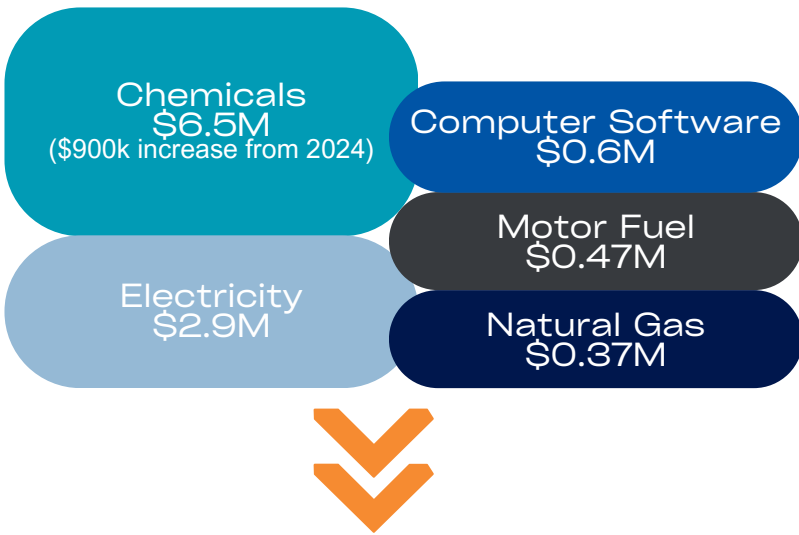 Chemicals
$6.5M
($900k increase from 2024)
Computer Software
$0.6M
Motor Fuel
$0.47M
Electricity
$2.9M
Natural Gas
$0.37M